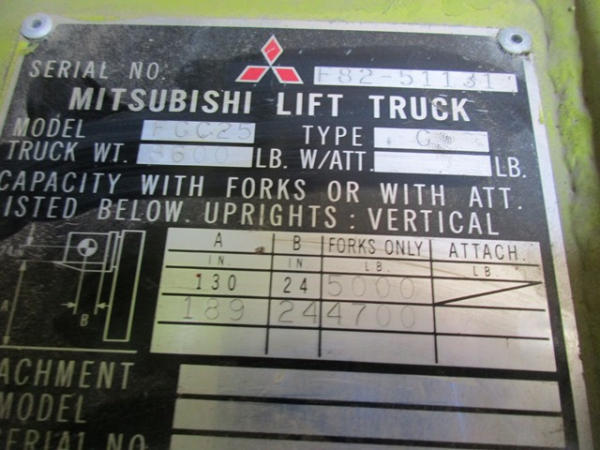 SERIAL NO. F82-51131
MITSUBISHI LIFT TRUCK
MODEL FGC25 TYPE G
TRUCK WT. 8600 LB. W/ATT. LB.
CAPACITY WITH FORKS OR WITH ATT.
ISTED BELOW. UPRIGHTS : VERTICAL
A B FORKS ONLY ATTACH.
IN. IN LB. LB.
130 24 5000
189 24 4700
A
B
ACHMENT
MODEL
SERIAL NO